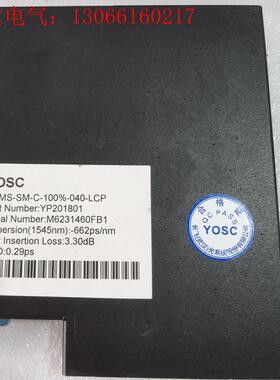 电气：13066160217
YOSC
MS-SM-C-100%-040-LCP
t Number:YP201801
al Number:M6231460FB1
persion(1545nm):-662ps/nm
t Insertion Loss:3.30dB
D:0.29ps
合格证
QC PASS
YOSC